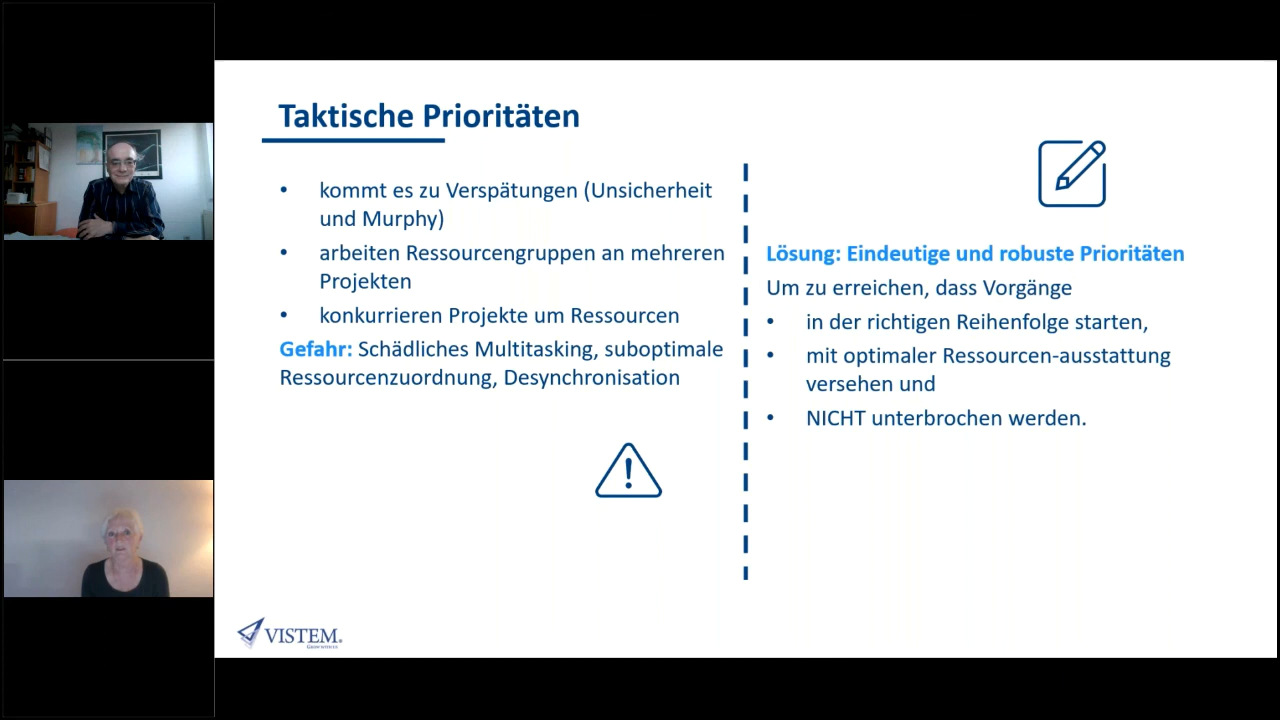 Taktische Prioritäten
• kommt es zu Verspätungen (Unsicherheit
und Murphy)
• arbeiten Ressourcengruppen an mehreren
Projekten
• konkurrieren Projekte um Ressourcen
Gefahr: Schädliches Multitasking, suboptimale
Ressourcenzuordnung, Desynchronisation
Lösung: Eindeutige und robuste Prioritäten
Um zu erreichen, dass Vorgänge
• in der richtigen Reihenfolge starten,
• mit optimaler Ressourcen-ausstattung
versehen und
• NICHT unterbrochen werden.
VISTEM®